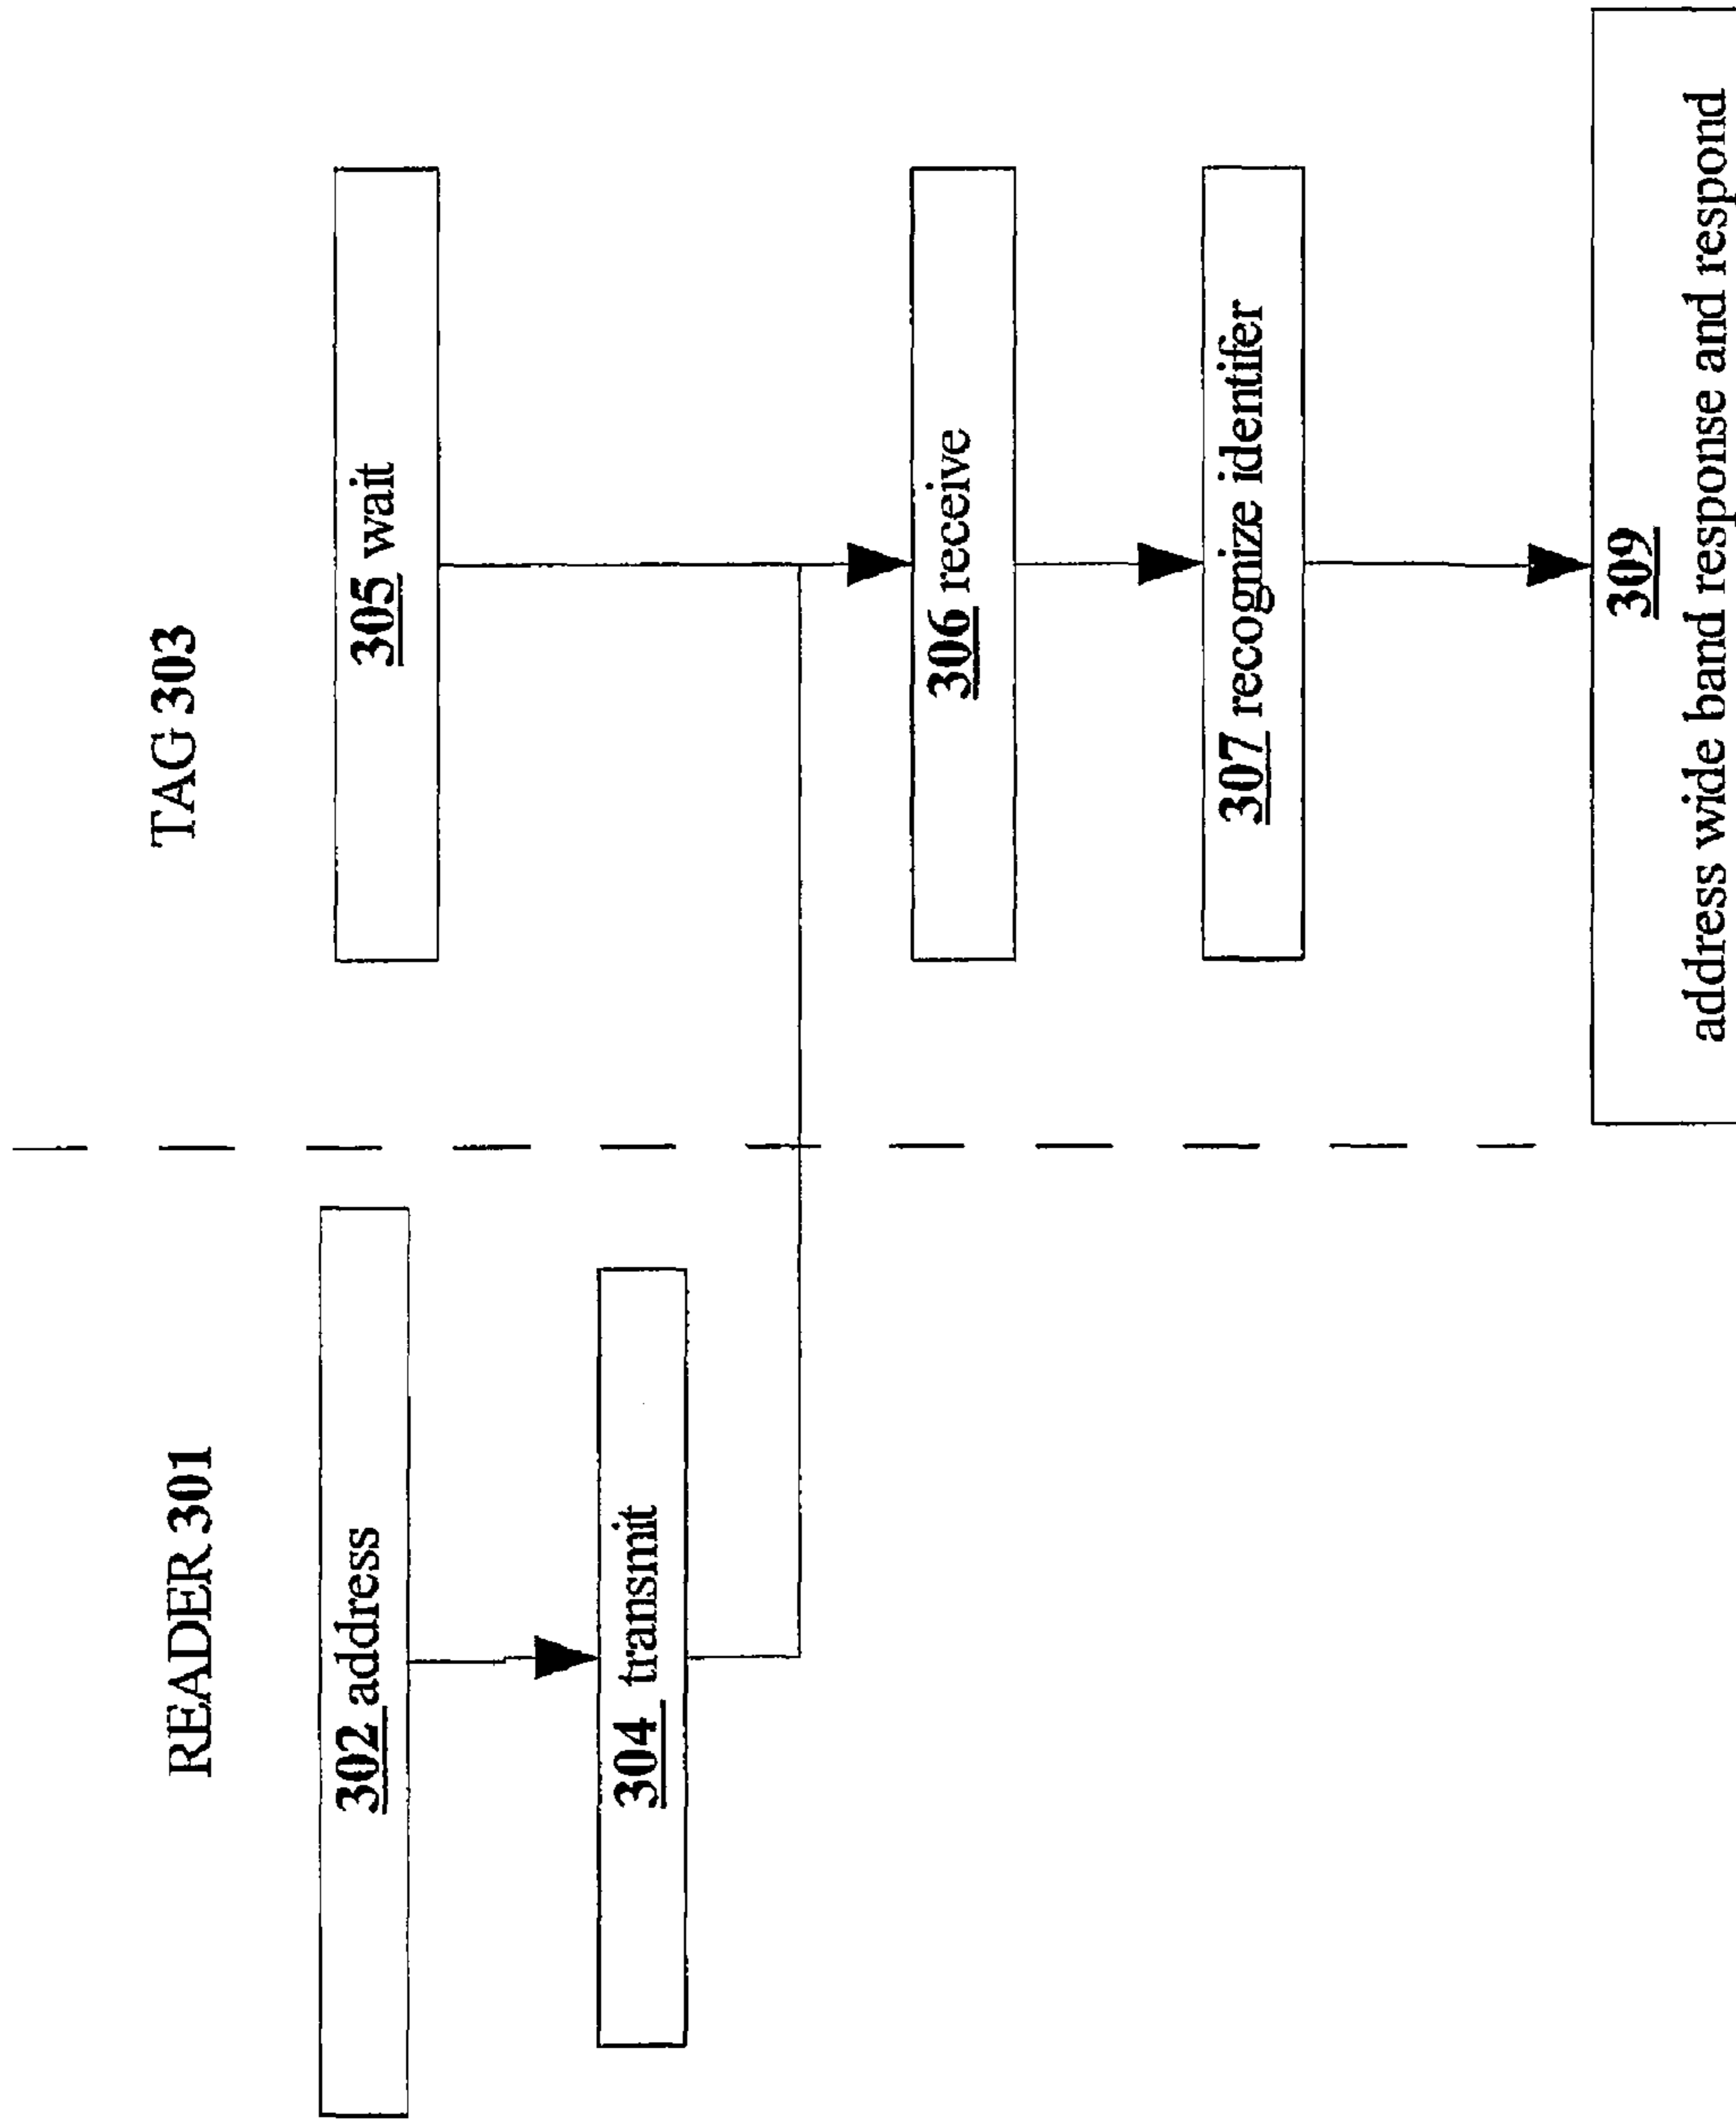 READER 301
302 address
304 transmit
TAG 303
305 wait
306 receive
307 recognize identifer
309
address wide band response and respond